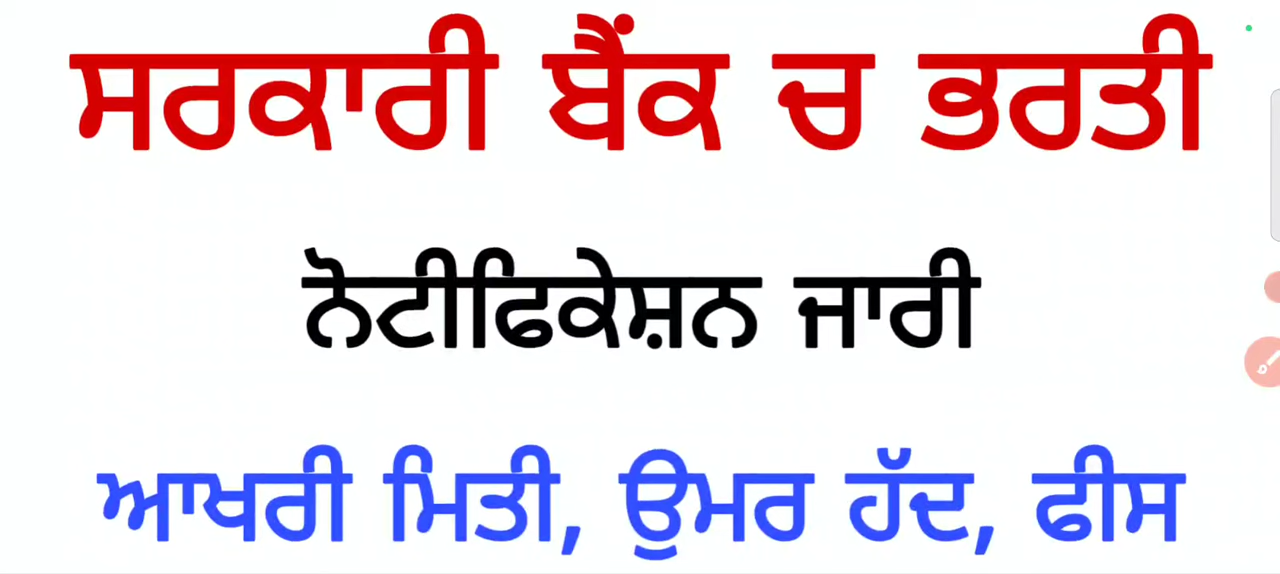 ਸਰਕਾਰੀ ਬੈਂਕ ਚ ਭਰਤੀ
ਨੋਟੀਫਿਕੇਸ਼ਨ ਜਾਰੀ
ਆਖਰੀ ਮਿਤੀ, ਉਮਰ ਹੱਦ, ਫੀਸ